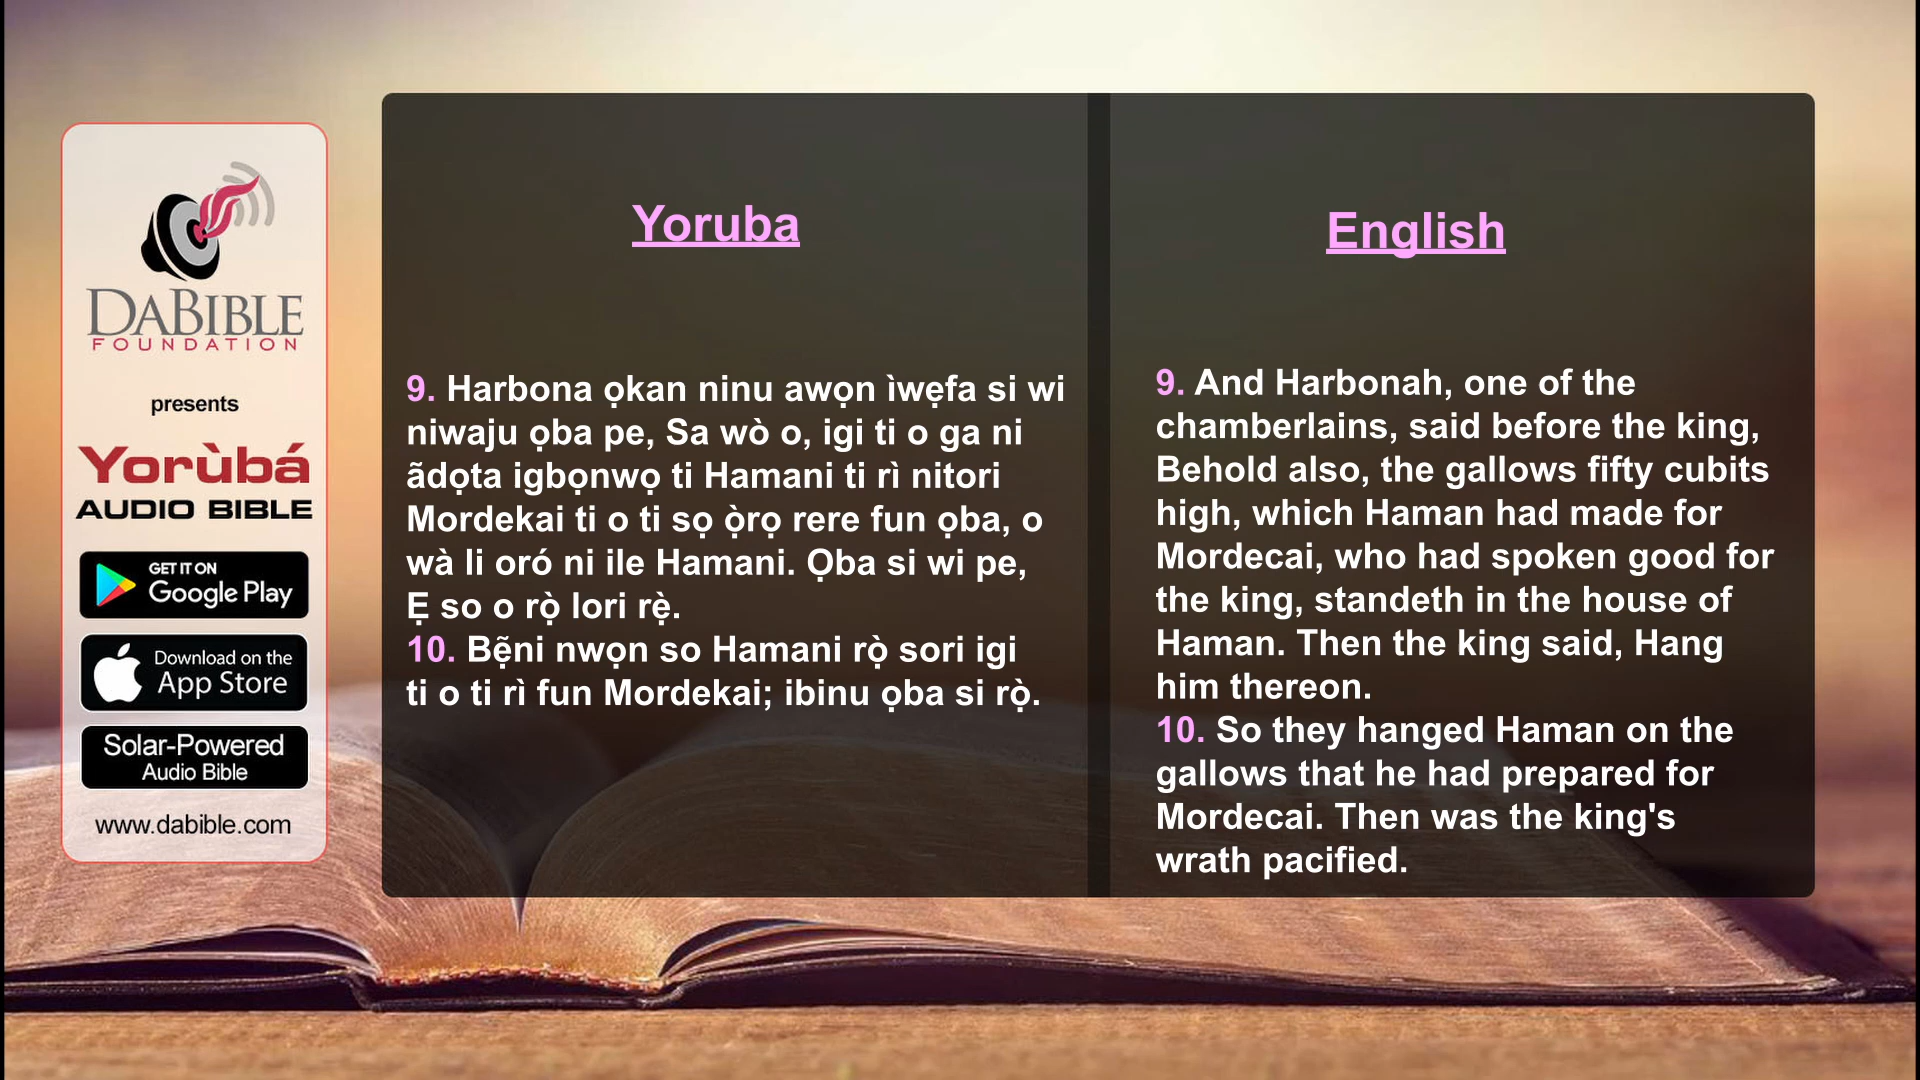 DABIBLE
FOUNDATION
presents
Yorùbá
AUDIO BIBLE
GET IT ON
Google Play
Download on the
App Store
Solar-Powered
Audio Bible
www.dabible.com
Yoruba
9. Harbona ọkan ninu awọn ìwẹfa si wi
niwaju ọba pe, Sa wò o, igi ti o ga ni
ãdọta igbọnwọ ti Hamani ti rì nitori
Mordekai ti o ti sọ ọ̀rọ rere fun ọba, o
wà li oró ni ile Hamani. Ọba si wi pe,
Ẹ so o rọ̀ lori rẹ̀.
10. Bẹ̃ni nwọn so Hamani rọ̀ sori igi
ti o ti rì fun Mordekai; ibinu ọba si rọ̀.
English
9. And Harbonah, one of the
chamberlains, said before the king,
Behold also, the gallows fifty cubits
high, which Haman had made for
Mordecai, who had spoken good for
the king, standeth in the house of
Haman. Then the king said, Hang
him thereon.
10. So they hanged Haman on the
gallows that he had prepared for
Mordecai. Then was the king's
wrath pacified.